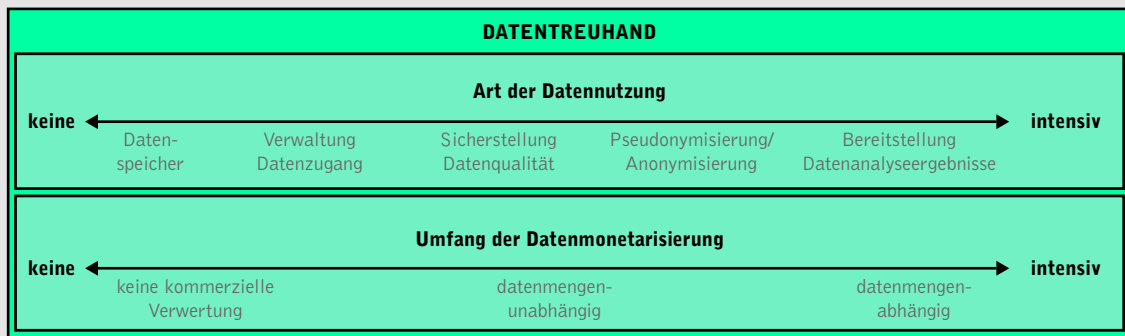 DATENTREUHAND
Art der Datennutzung
keine
intensiv
Daten-
speicher
Verwaltung
Datenzugang
Sicherstellung
Datenqualität
Pseudonymisierung/
Anonymisierung
Bereitstellung
Datenanalyseergebnisse
Umfang der Datenmonetarisierung
keine
intensiv
keine kommerzielle
Verwertung
datenmengen-
unabhängig
datenmengen-
abhängig